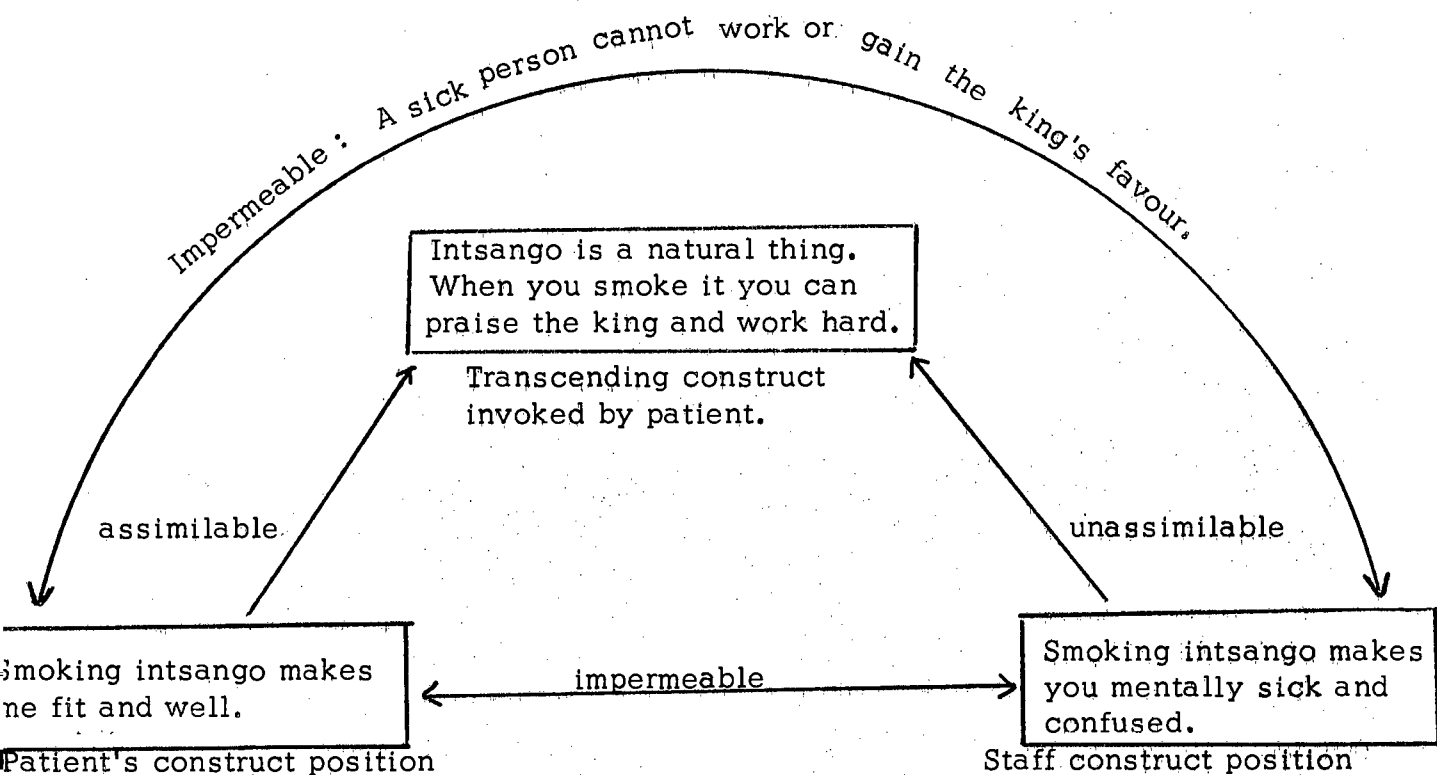 Impermeable: A sick person cannot work or gain the king's favour.
Intsango is a natural thing.
When you smoke it you can
praise the king and work hard.
Transcending construct
invoked by patient.
assimilable
unassimilable
Smoking intsango makes
ne fit and well.
impermeable
Smoking intsango makes
you mentally sick and
confused.
Patient's construct position
Staff construct position